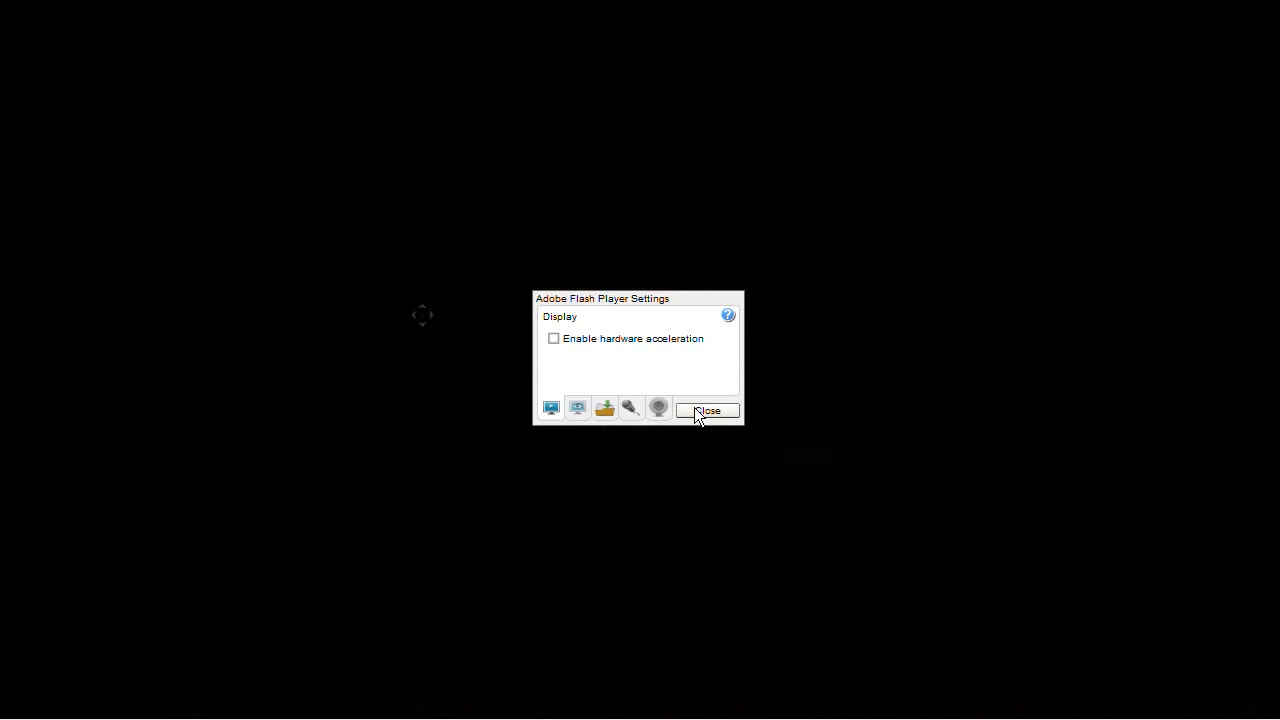 Adobe Flash Player Settings
Display
?
Enable hardware acceleration
Close